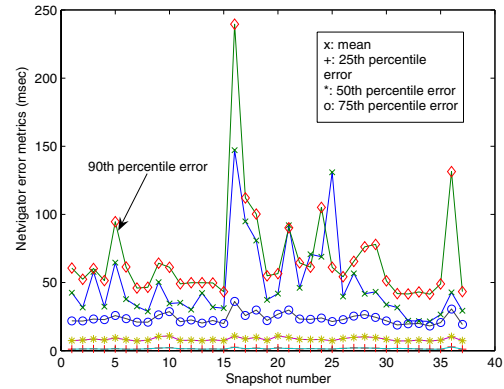 250
200
150
100
50
0
0
5
10
15
20
25
30
35
40
Snapshot number
Netvigator error metrics (msec)
x: mean
+: 25th percentile
error
*: 50th percentile error
o: 75th percentile error
90th percentile error